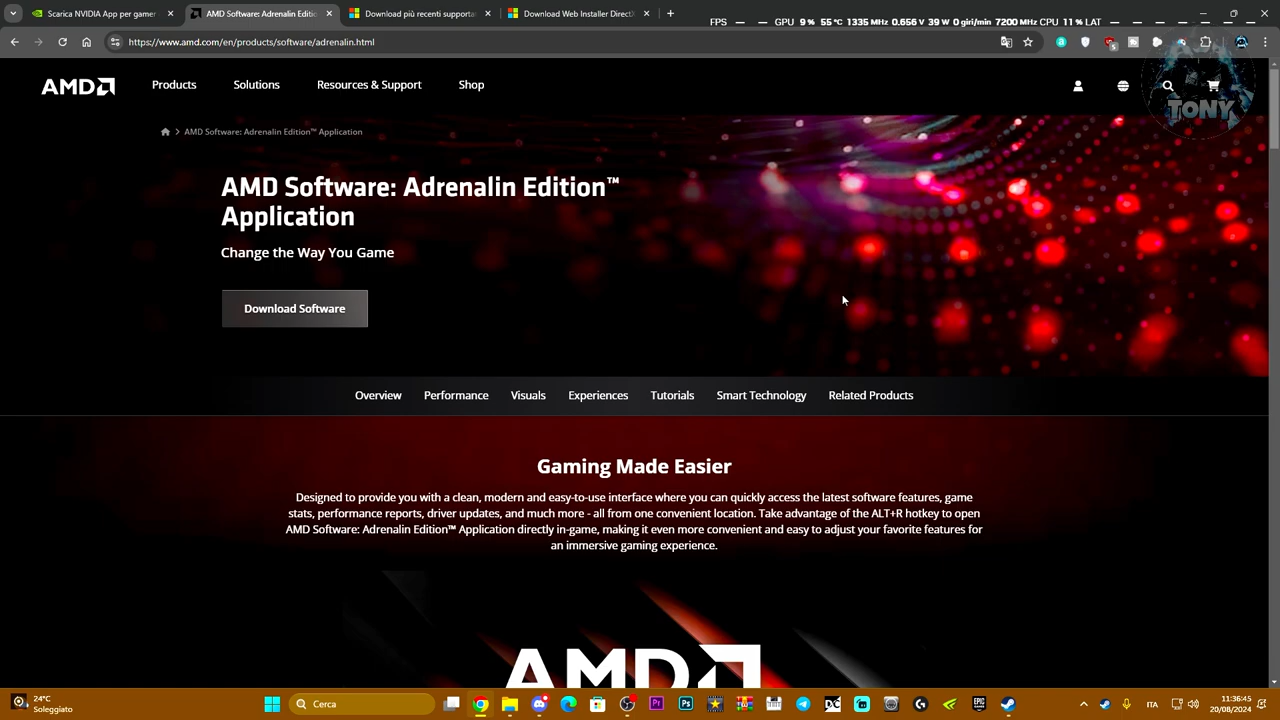 Scarica NVIDIA App per gamer
AMD Software: Adrenalin Edition
Download più recenti supporta
Download Web Installer Direct
FPS — — GPU 9 % 55 °C 1335 MHz 0.656 V 39 W 0 giri/min 7200 MHz CPU 11 % LAT — —
https://www.amd.com/en/products/software/adrenalin.html
AMD
Products
Solutions
Resources & Support
Shop
TONY
AMD Software: Adrenalin Edition™ Application
AMD Software: Adrenalin Edition™
Application
Change the Way You Game
Download Software
Overview
Performance
Visuals
Experiences
Tutorials
Smart Technology
Related Products
Gaming Made Easier
Designed to provide you with a clean, modern and easy-to-use interface where you can quickly access the latest software features, game
stats, performance reports, driver updates, and much more - all from one convenient location. Take advantage of the ALT+R hotkey to open
AMD Software: Adrenalin Edition™ Application directly in-game, making it even more convenient and easy to adjust your favorite features for
an immersive gaming experience.
AMD
24°C
Soleggiato
Cerca
Pr
Ps
DC
EPIC
ITA
11:36:45
20/08/2024